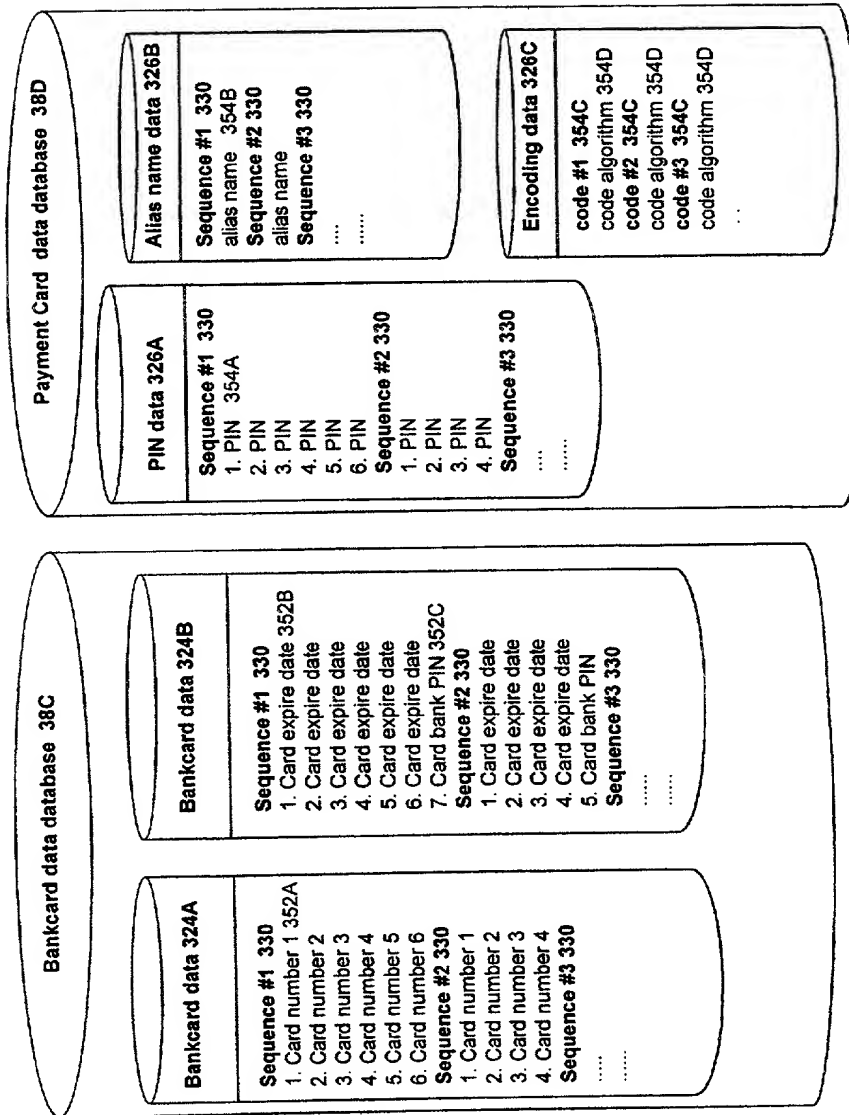 Bankcard data database 38C
Bankcard data 324A
Sequence #1 330
1. Card number 1 352A
2. Card number 2
3. Card number 3
4. Card number 4
5. Card number 5
6. Card number 6
Sequence #2 330
1. Card number 1
2. Card number 2
3. Card number 3
4. Card number 4
Sequence #3 330
.....
......
Bankcard data 324B
Sequence #1 330
1. Card expire date 352B
2. Card expire date
3. Card expire date
4. Card expire date
5. Card expire date
6. Card expire date
7. Card bank PIN 352C
Sequence #2 330
1. Card expire date
2. Card expire date
3. Card expire date
4. Card expire date
5. Card bank PIN
Sequence #3 330
......
......
Payment Card data database 38D
PIN data 326A
Sequence #1 330
1. PIN 354A
2. PIN
3. PIN
4. PIN
5. PIN
6. PIN
Sequence #2 330
1. PIN
2. PIN
3. PIN
4. PIN
Sequence #3 330
....
......
Alias name data 326B
Sequence #1 330
alias name 354B
Sequence #2 330
alias name
Sequence #3 330
....
......
Encoding data 326C
code #1 354C
code algorithm 354D
code #2 354C
code algorithm 354D
code #3 354C
code algorithm 354D
. .